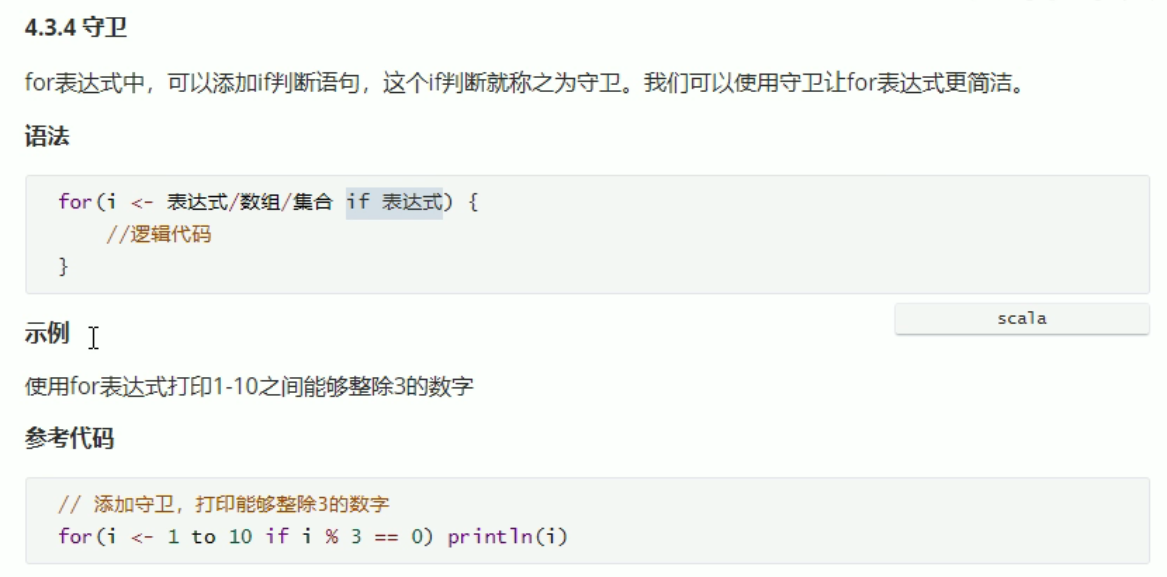 4.3.4 守卫
for表达式中，可以添加if判断语句，这个if判断就称之为守卫。我们可以使用守卫让for表达式更简洁。
语法
for(i <- 表达式/数组/集合 if 表达式) {
//逻辑代码
}
scala
示例
使用for表达式打印1-10之间能够整除3的数字
参考代码
// 添加守卫，打印能够整除3的数字
for(i <- 1 to 10 if i % 3 == 0) println(i)